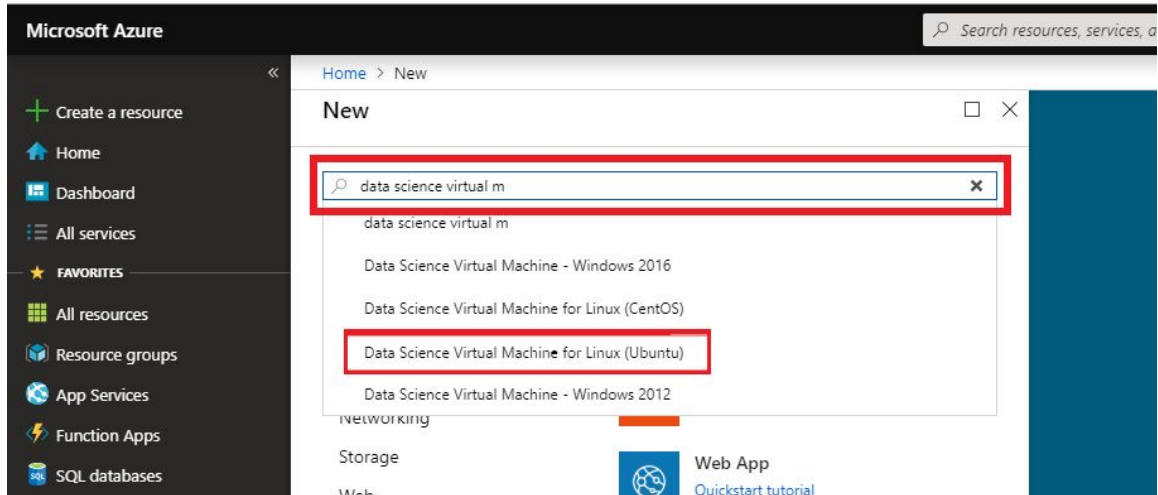 Microsoft Azure
Search resources, services, a
«
Home > New
Create a resource
Home
Dashboard
All services
FAVORITES
All resources
Resource groups
App Services
Function Apps
SQL databases
New
data science virtual m
data science virtual m
Data Science Virtual Machine - Windows 2016
Data Science Virtual Machine for Linux (CentOS)
Data Science Virtual Machine for Linux (Ubuntu)
Data Science Virtual Machine - Windows 2012
Networking
Storage
Web
Web App
Quickstart tutorial